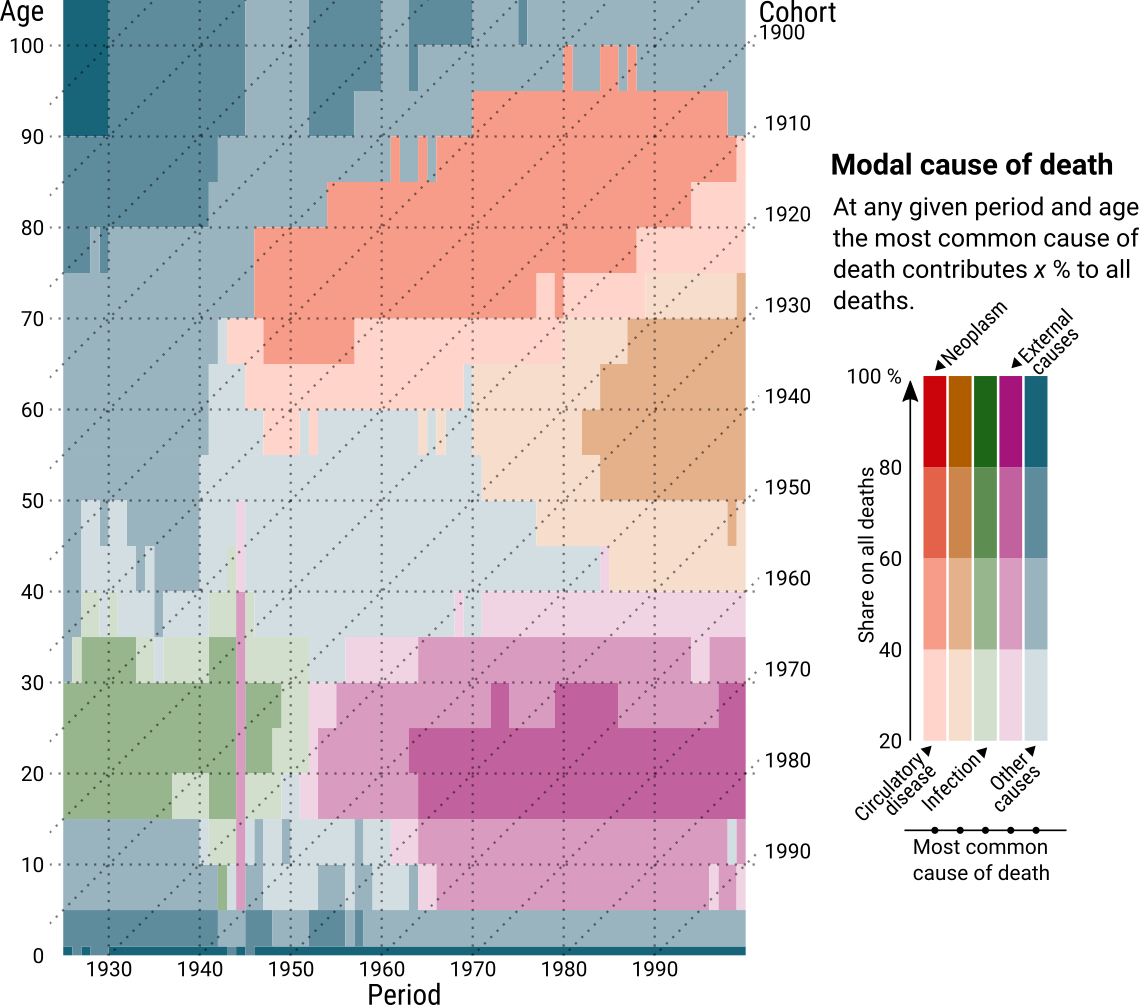 Age
Cohort
100
90
80
70
60
50
40
30
20
10
0
1900
1910
1920
1930
1940
1950
1960
1970
1980
1990
1930
1940
1950
1960
1970
1980
1990
Period
Modal cause of death
At any given period and age
the most common cause of
death contributes x % to all
deaths.
Neoplasm
External
causes
100 %
80
60
40
20
Share on all deaths
Circulatory
disease
Infection
Other
causes
Most common
cause of death